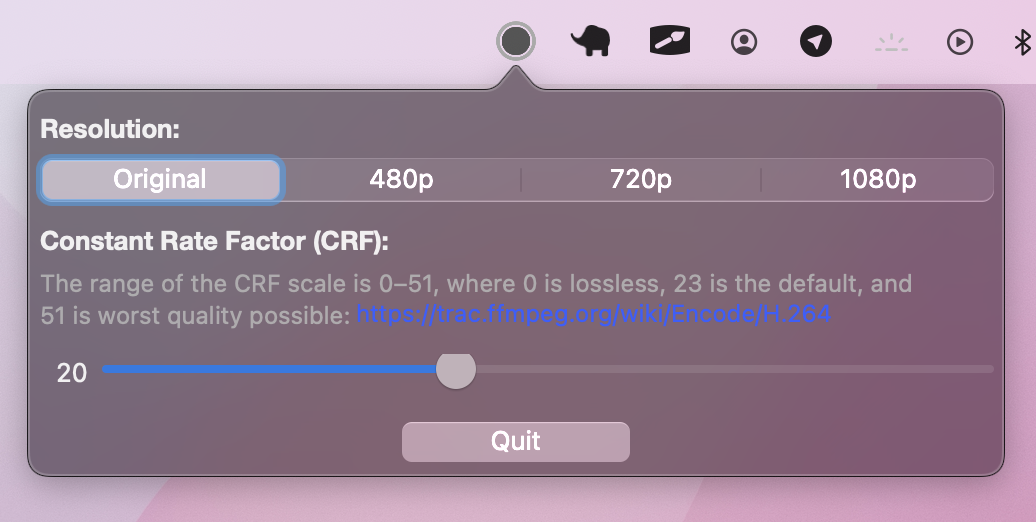 Resolution:
Original 480p 720p 1080p
Constant Rate Factor (CRF):
The range of the CRF scale is 0–51, where 0 is lossless, 23 is the default, and
51 is worst quality possible: https://trac.ffmpeg.org/wiki/Encode/H.264
20
Quit